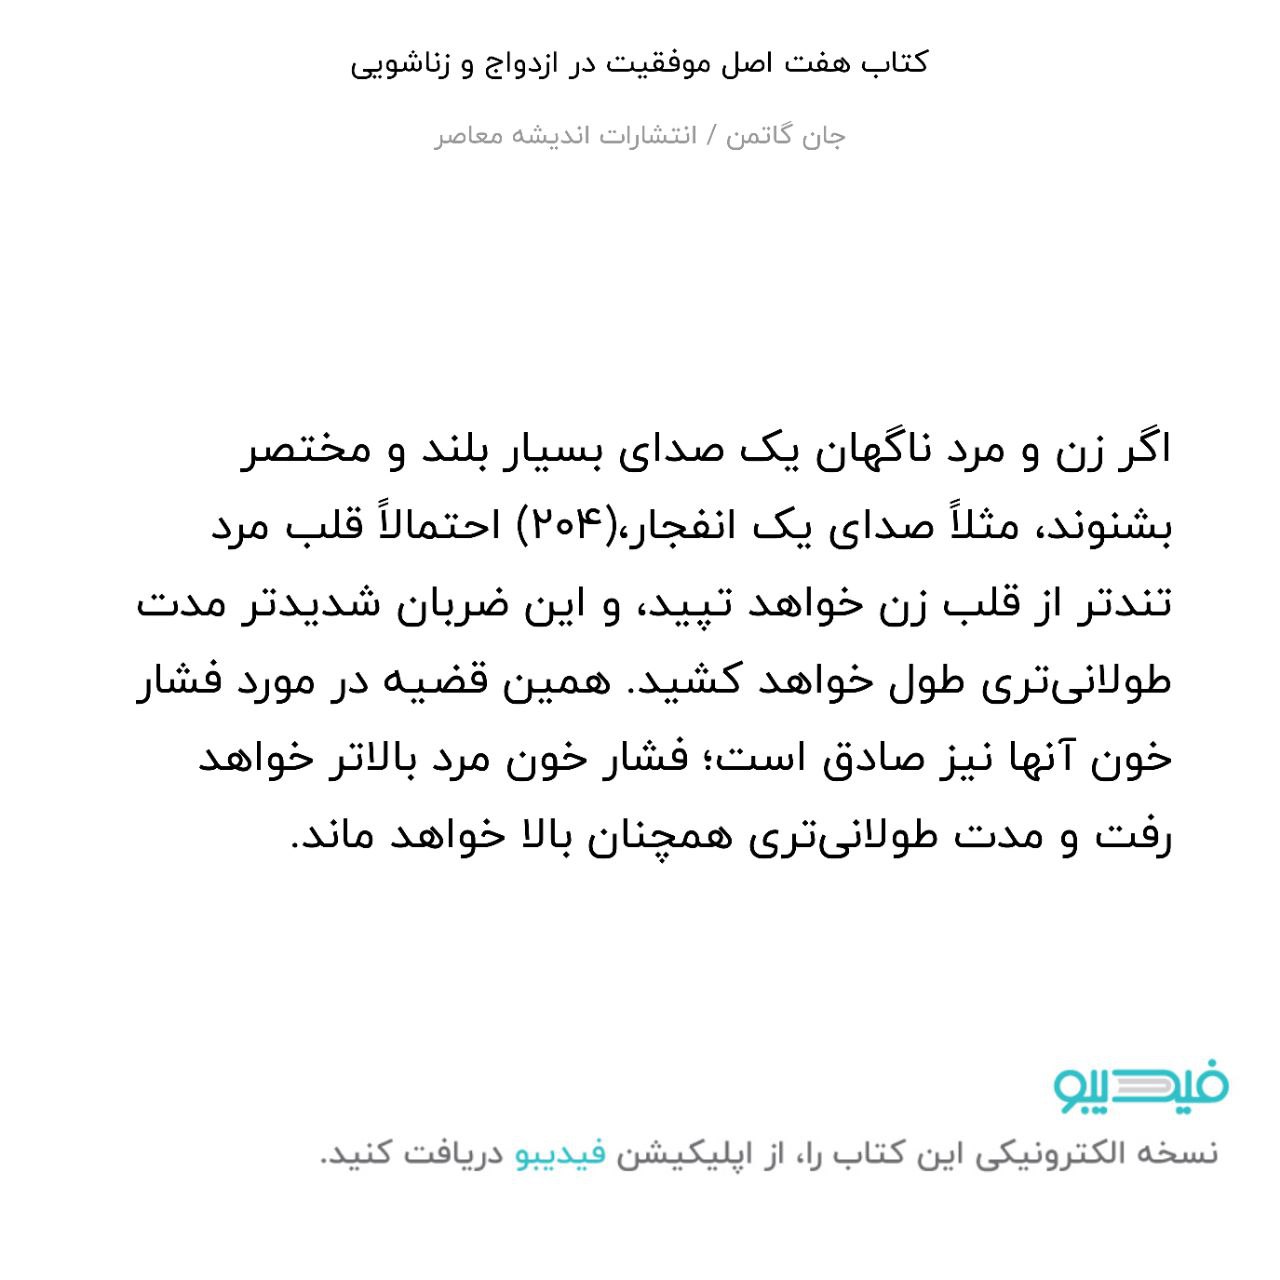 کتاب هفت اصل موفقیت در ازدواج و زناشویی
جان گاتمن / انتشارات اندیشه معاصر
اگر زن و مرد ناگهان یک صدای بسیار بلند و مختصر
بشنوند، مثلاً صدای یک انفجار،(۲۰۴) احتمالاً قلب مرد
تندتر از قلب زن خواهد تپید، و این ضربان شدیدتر مدت
طولانی‌تری طول خواهد کشید. همین قضیه در مورد فشار
خون آنها نیز صادق است؛ فشار خون مرد بالاتر خواهد
رفت و مدت طولانی‌تری همچنان بالا خواهد ماند.
فیدیبو
نسخه الکترونیکی این کتاب را، از اپلیکیشن فیدیبو دریافت کنید.